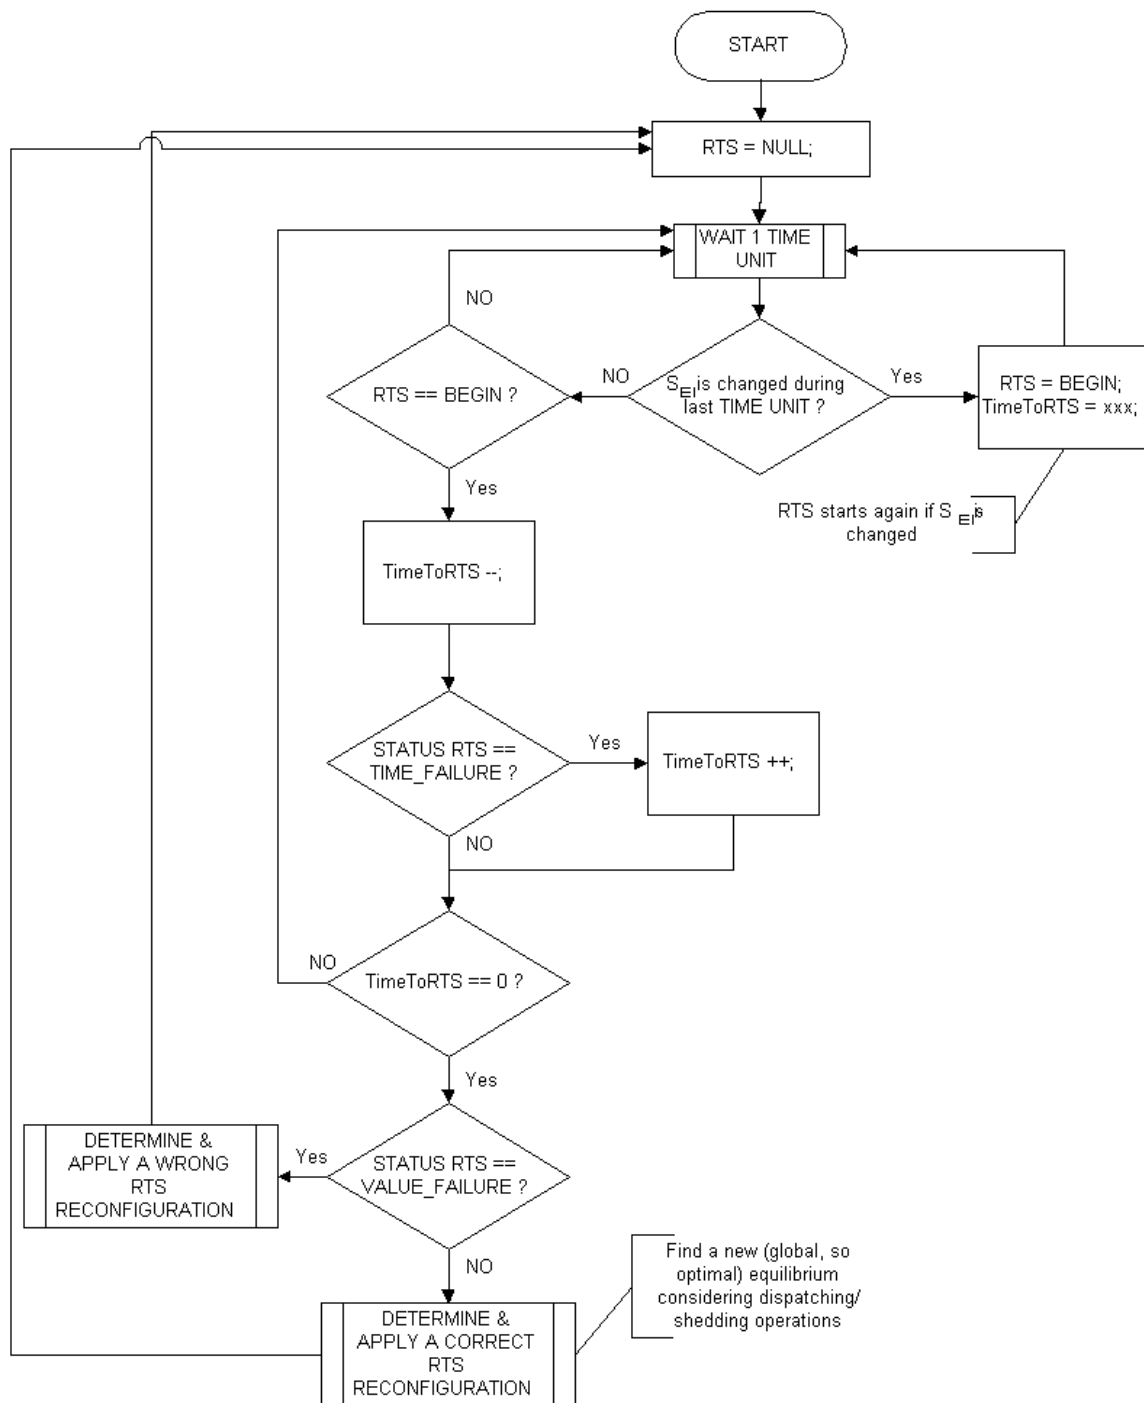 START
RTS = NULL;
WAIT 1 TIME
UNIT
NO
RTS == BEGIN ?
NO
S EI is changed during
last TIME UNIT ?
Yes
RTS = BEGIN;
TimeToRTS = xxx;
Yes
RTS starts again if S EI is
changed
TimeToRTS --;
STATUS RTS ==
TIME_FAILURE ?
Yes
TimeToRTS ++;
NO
NO
TimeToRTS == 0 ?
Yes
DETERMINE &
APPLY A WRONG
RTS
RECONFIGURATION
Yes
STATUS RTS ==
VALUE_FAILURE ?
NO
Find a new (global, so
optimal) equilibrium
considering dispatching/
shedding operations
DETERMINE &
APPLY A CORRECT
RTS
RECONFIGURATION